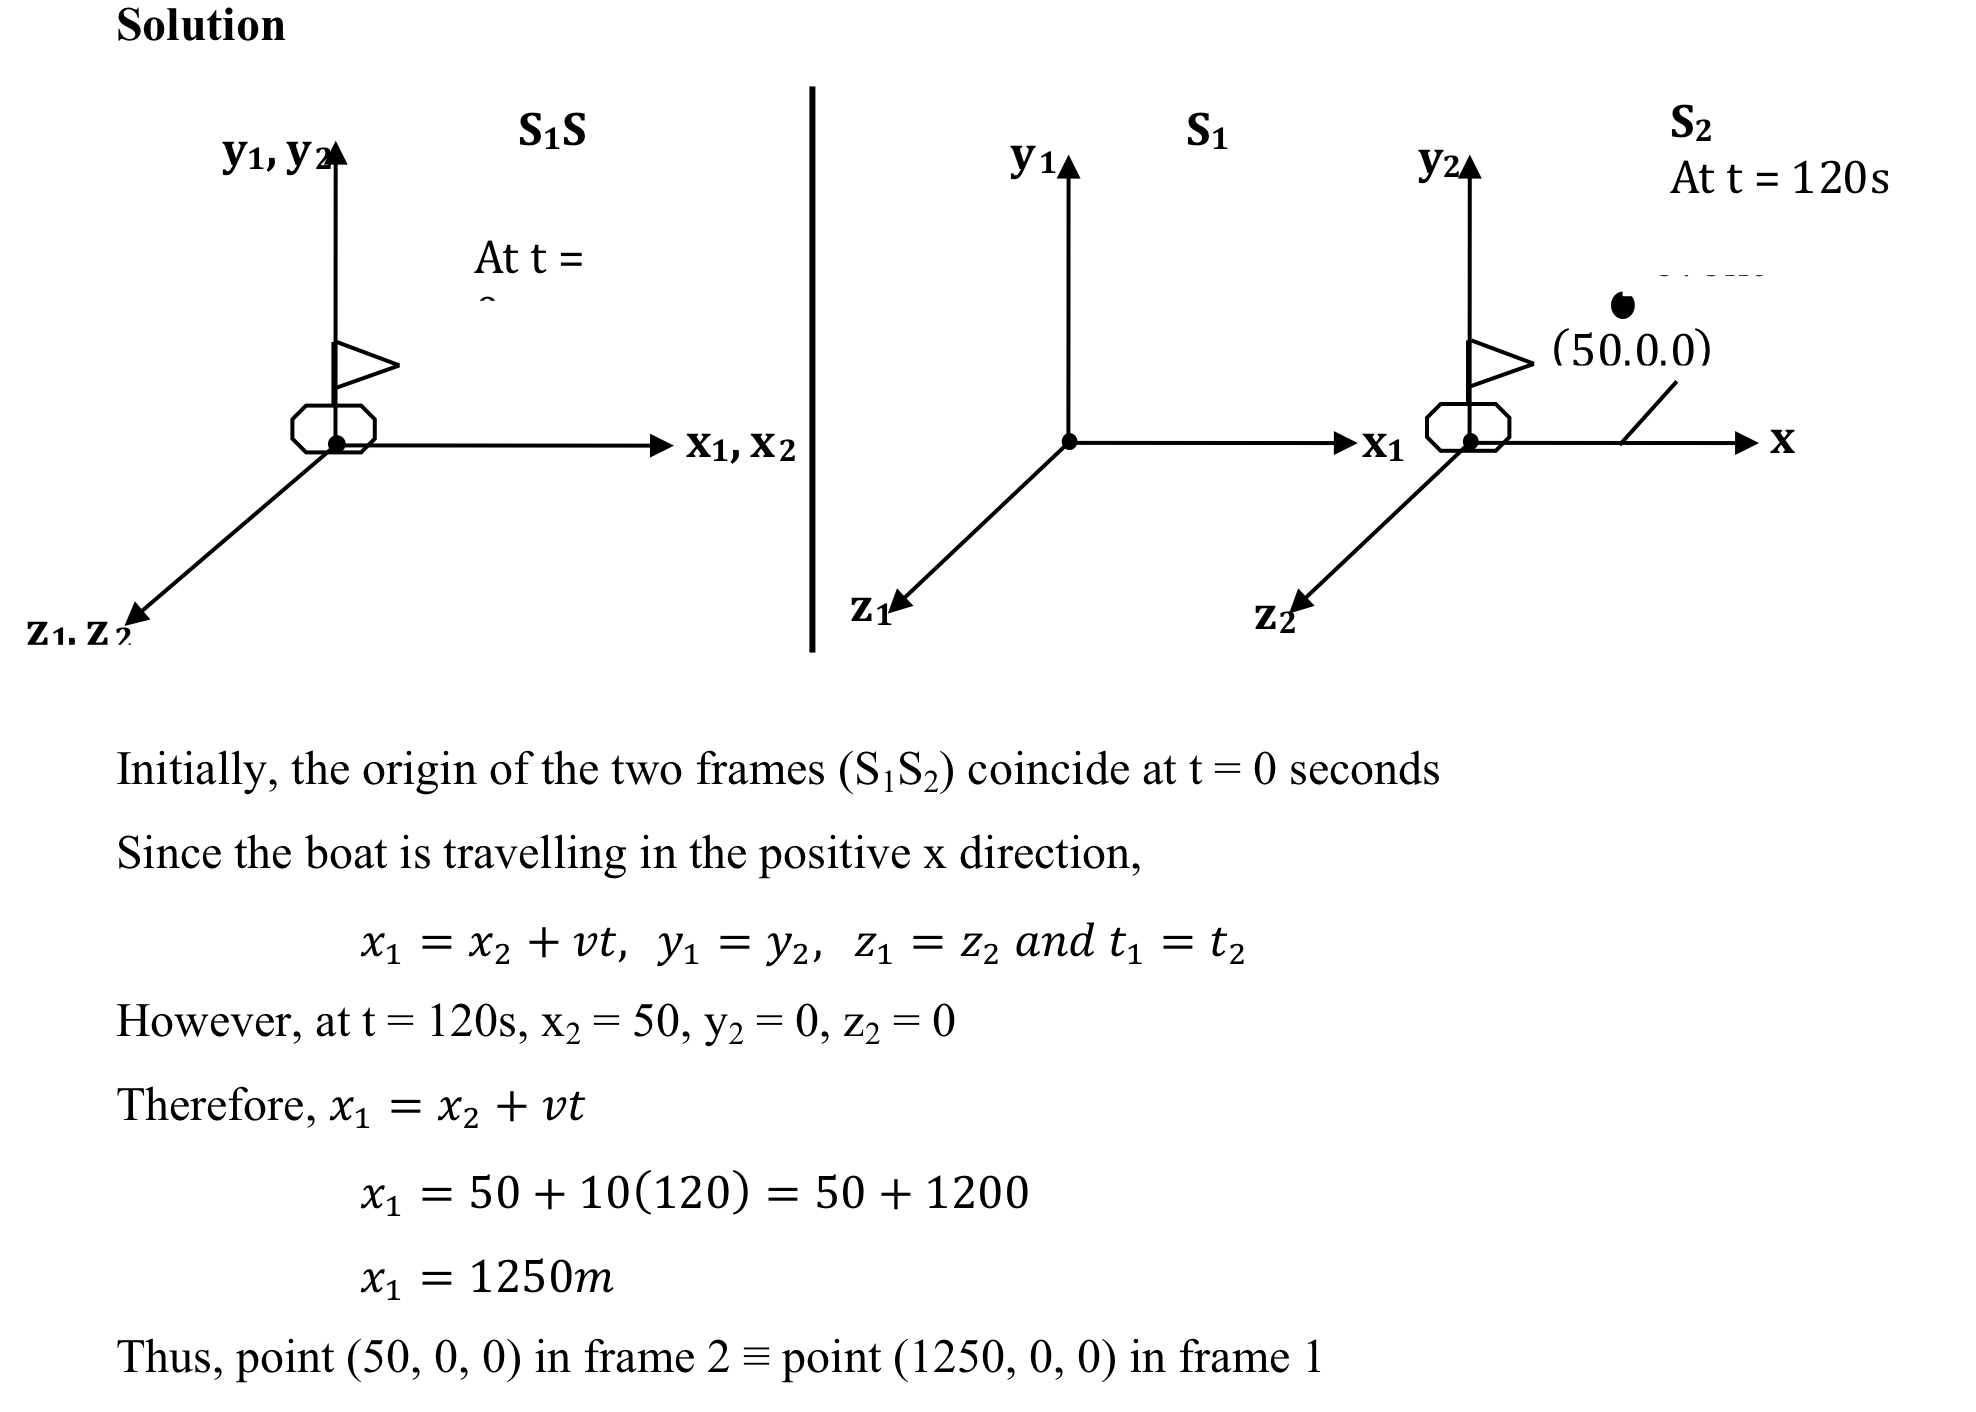 Solution
S₁S
S₁
S₂
y₁, y₂
y₁
y₂
At t = 120s
At t =
(50.0.0)
x₁, x₂
x₁
x
z₁. z₂
z₁
z₂
Initially, the origin of the two frames (S₁S₂) coincide at t = 0 seconds
Since the boat is travelling in the positive x direction,
x₁ = x₂ + vt, y₁ = y₂, z₁ = z₂ and t₁ = t₂
However, at t = 120s, x₂ = 50, y₂ = 0, z₂ = 0
Therefore, x₁ = x₂ + vt
x₁ = 50 + 10(120) = 50 + 1200
x₁ = 1250m
Thus, point (50, 0, 0) in frame 2 ≡ point (1250, 0, 0) in frame 1